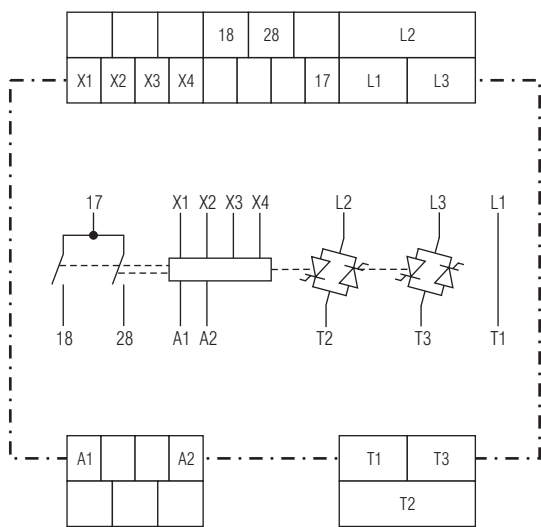 18 28 L2
X1 X2 X3 X4 17 L1 L3
17 X1 X2 X3 X4 L2 L3 L1
18 28 A1 A2 T2 T3 T1
A1 A2 T1 T3
T2